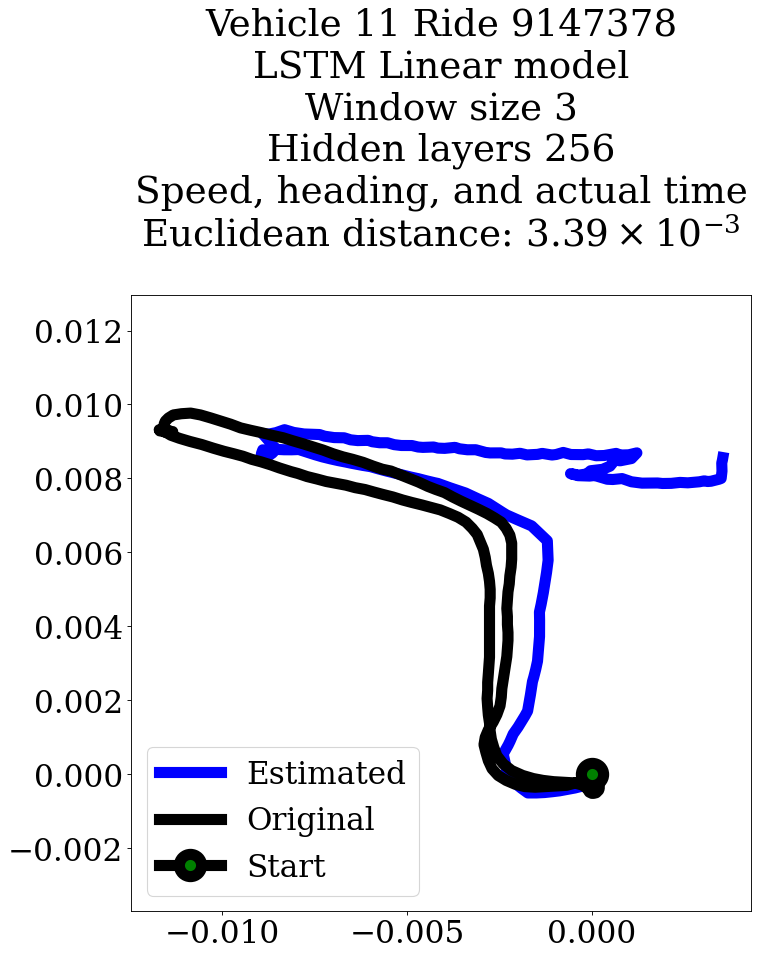 Vehicle 11 Ride 9147378
LSTM Linear model
Window size 3
Hidden layers 256
Speed, heading, and actual time
Euclidean distance: 3.39 × 10⁻³
0.012
0.010
0.008
0.006
0.004
0.002
0.000
−0.002
Estimated
Original
Start
−0.010
−0.005
0.000